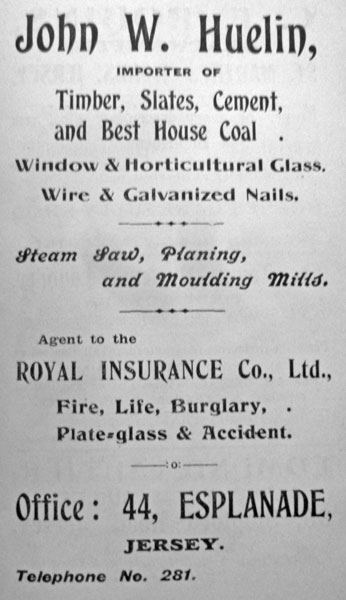 John W. Huelin,
IMPORTER OF
Timber, Slates, Cement,
and Best House Coal .
Window & Horticultural Glass.
Wire & Galvanized Nails.
Steam Saw, Planing,
and Moulding Mills.
Agent to the
ROYAL INSURANCE Co., Ltd.,
Fire, Life, Burglary, .
Plate-glass & Accident.
:o:
Office: 44, ESPLANADE,
JERSEY.
Telephone No. 281.